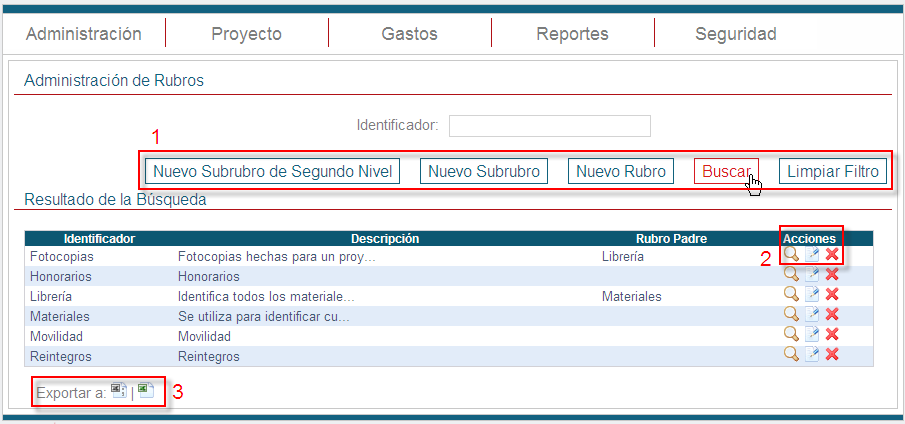 Administración Proyecto Gastos Reportes Seguridad
Administración de Rubros
Identificador:
1
Nuevo Subrubro de Segundo Nivel Nuevo Subrubro Nuevo Rubro Buscar Limpiar Filtro
Resultado de la Búsqueda
Identificador Descripción Rubro Padre Acciones
Fotocopias Fotocopias hechas para un proy... Librería
2
Honorarios Honorarios
Librería Identifica todos los materiale... Materiales
Materiales Se utiliza para identificar cu...
Movilidad Movilidad
Reintegros Reintegros
Exportar a: | 3